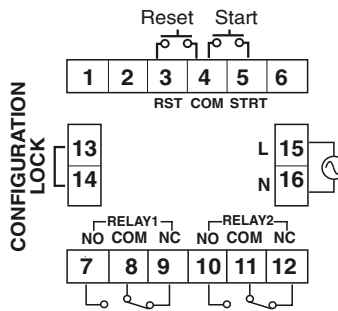 Reset Start
1 2 3 4 5 6
RST COM STRT
CONFIGURATION
LOCK
13
14
L 15
N 16
RELAY1 RELAY2
NO COM NC NO COM NC
7 8 9 10 11 12